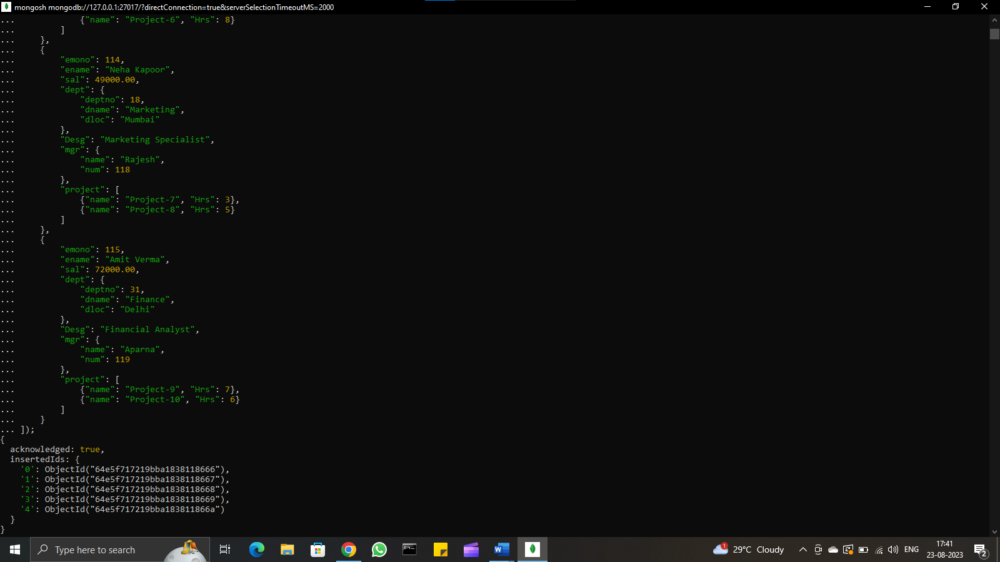 mongosh mongodb://127.0.0.1:27017/?directConnection=true&serverSelectionTimeoutMS=2000
...             {"name": "Project-6", "Hrs": 8}
...         ]
...     },
...     {
...         "emono": 114,
...         "ename": "Neha Kapoor",
...         "sal": 49000.00,
...         "dept": {
...             "deptno": 18,
...             "dname": "Marketing",
...             "dloc": "Mumbai"
...         },
...         "Desg": "Marketing Specialist",
...         "mgr": {
...             "name": "Rajesh",
...             "num": 118
...         },
...         "project": [
...             {"name": "Project-7", "Hrs": 3},
...             {"name": "Project-8", "Hrs": 5}
...         ]
...     },
...     {
...         "emono": 115,
...         "ename": "Amit Verma",
...         "sal": 72000.00,
...         "dept": {
...             "deptno": 31,
...             "dname": "Finance",
...             "dloc": "Delhi"
...         },
...         "Desg": "Financial Analyst",
...         "mgr": {
...             "name": "Aparna",
...             "num": 119
...         },
...         "project": [
...             {"name": "Project-9", "Hrs": 7},
...             {"name": "Project-10", "Hrs": 6}
...         ]
...     }
... ]);
{
  acknowledged: true,
  insertedIds: {
    '0': ObjectId("64e5f717219bba1838118666"),
    '1': ObjectId("64e5f717219bba1838118667"),
    '2': ObjectId("64e5f717219bba1838118668"),
    '3': ObjectId("64e5f717219bba1838118669"),
    '4': ObjectId("64e5f717219bba183811866a")
  }
}
Type here to search
W
1
29°C Cloudy
ENG
17:41
23-08-2023
2